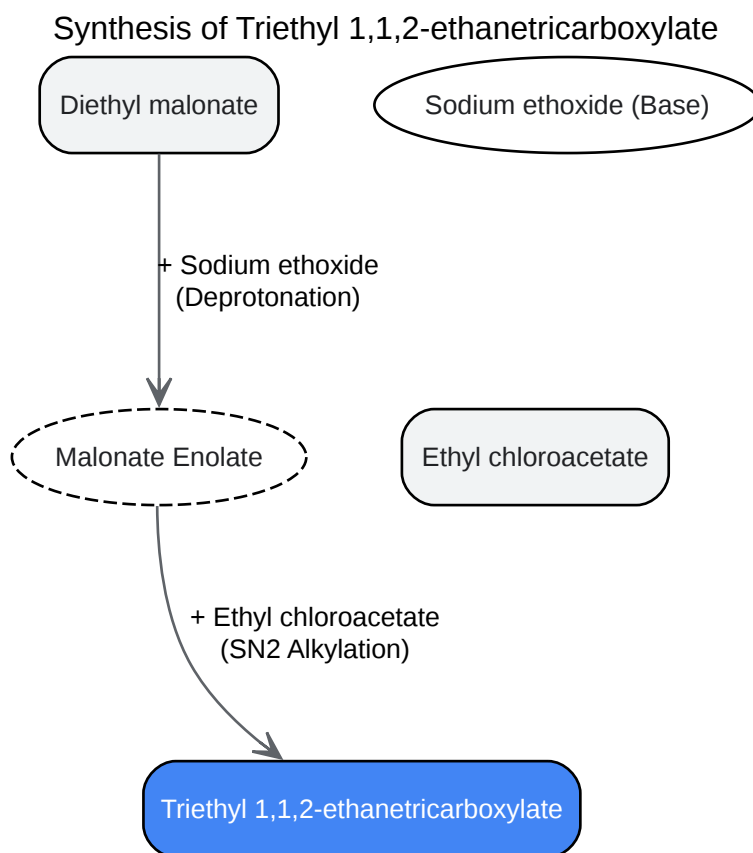 Synthesis of Triethyl 1,1,2-ethanetricarboxylate
Diethyl malonate
Sodium ethoxide (Base)
+ Sodium ethoxide
(Deprotonation)
Malonate Enolate
Ethyl chloroacetate
+ Ethyl chloroacetate
(SN2 Alkylation)
Triethyl 1,1,2-ethanetricarboxylate